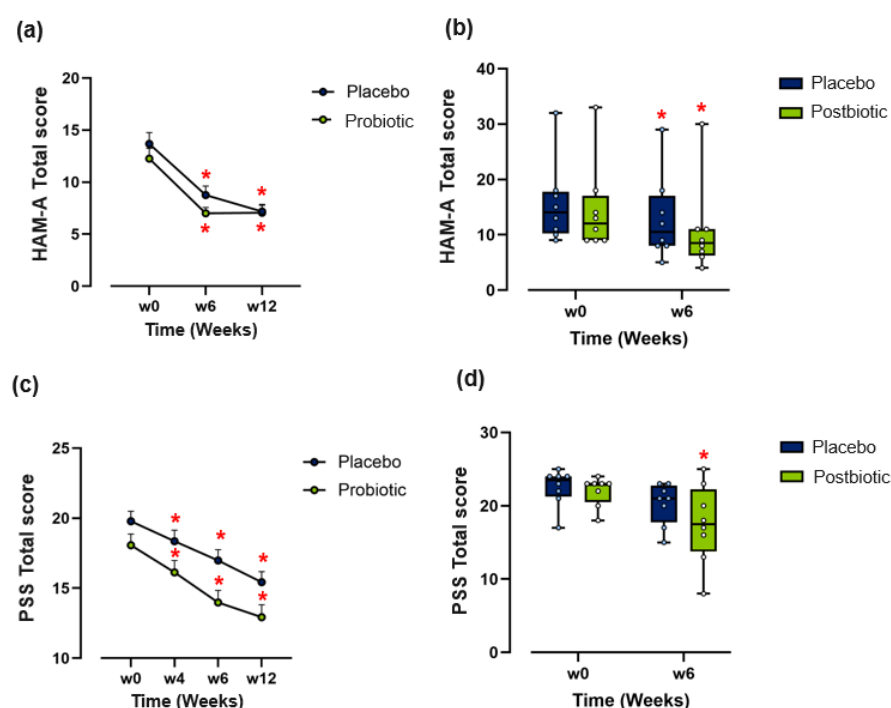 (a)
20
15
10
5
0
HAM-A Total score
Placebo
Probiotic
*
*
*
*
w0 w6 w12
Time (Weeks)
(b)
40
30
20
10
0
HAM-A Total score
Placebo
Postbiotic
* *
w0 w6
Time (Weeks)
(c)
25
20
15
10
PSS Total score
Placebo
Probiotic
*
*
*
*
*
*
w0 w4 w6 w12
Time (Weeks)
(d)
30
20
10
0
PSS Total score
Placebo
Postbiotic
*
w0 w6
Time (Weeks)